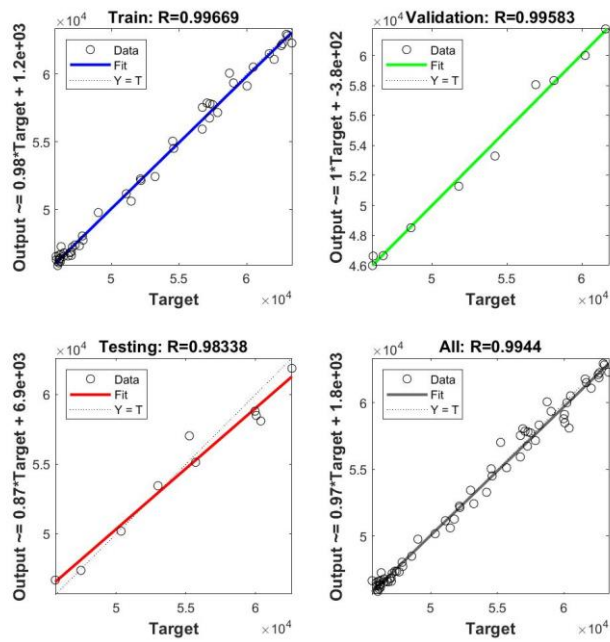 Train: R=0.99669
×10⁴
Output ~= 0.98*Target + 1.2e+03
Data
Fit
Y = T
6
5.5
5
5
5.5
6
Target
×10⁴
Validation: R=0.99583
×10⁴
Output ~= 1*Target + -3.8e+02
Data
Fit
Y = T
6
5.8
5.6
5.4
5.2
5
4.8
4.6
5
5.5
6
Target
×10⁴
Testing: R=0.98338
×10⁴
Output ~= 0.87*Target + 6.9e+03
Data
Fit
Y = T
6
5.5
5
5
5.5
6
Target
×10⁴
All: R=0.9944
×10⁴
Output ~= 0.97*Target + 1.8e+03
Data
Fit
Y = T
6
5.5
5
5
5.5
6
Target
×10⁴